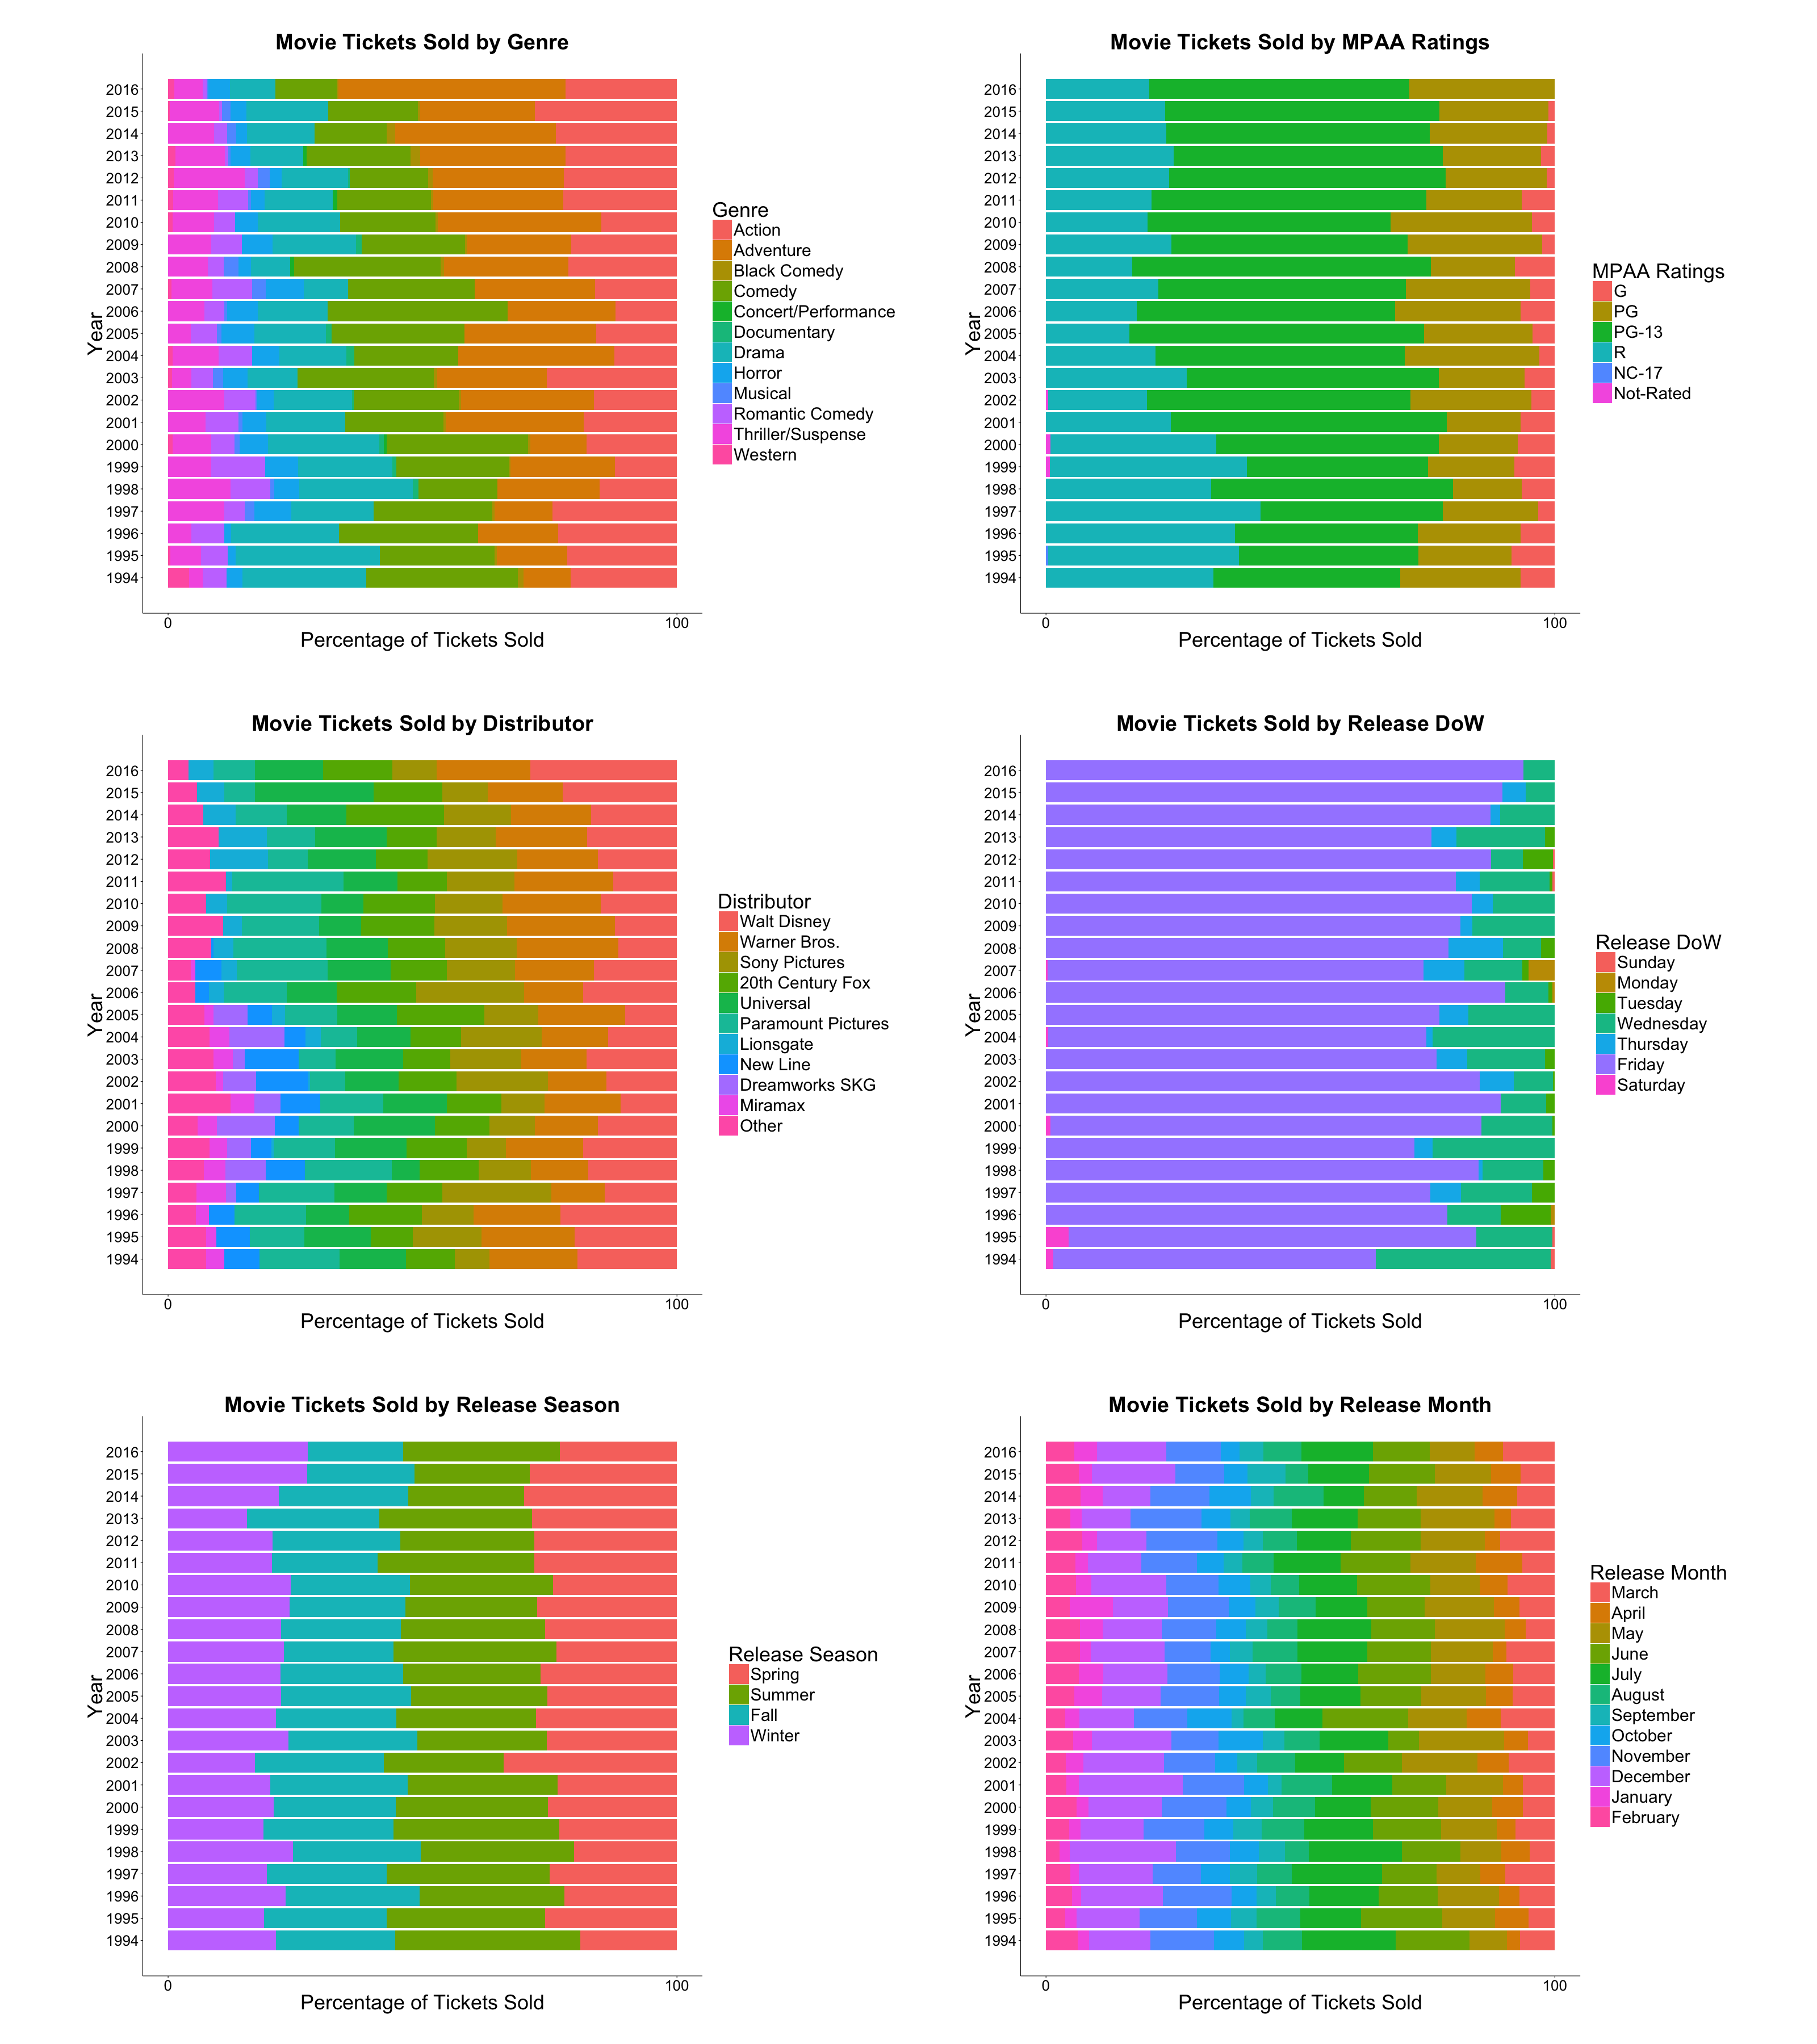 Movie Tickets Sold by Genre
2016
2015
2014
2013
2012
2011
2010
2009
2008
2007
2006
2005
2004
2003
2002
2001
2000
1999
1998
1997
1996
1995
1994
Year
0
100
Percentage of Tickets Sold
Genre
Action
Adventure
Black Comedy
Comedy
Concert/Performance
Documentary
Drama
Horror
Musical
Romantic Comedy
Thriller/Suspense
Western
Movie Tickets Sold by MPAA Ratings
2016
2015
2014
2013
2012
2011
2010
2009
2008
2007
2006
2005
2004
2003
2002
2001
2000
1999
1998
1997
1996
1995
1994
Year
0
100
Percentage of Tickets Sold
MPAA Ratings
G
PG
PG-13
R
NC-17
Not-Rated
Movie Tickets Sold by Distributor
2016
2015
2014
2013
2012
2011
2010
2009
2008
2007
2006
2005
2004
2003
2002
2001
2000
1999
1998
1997
1996
1995
1994
Year
0
100
Percentage of Tickets Sold
Distributor
Walt Disney
Warner Bros.
Sony Pictures
20th Century Fox
Universal
Paramount Pictures
Lionsgate
New Line
Dreamworks SKG
Miramax
Other
Movie Tickets Sold by Release DoW
2016
2015
2014
2013
2012
2011
2010
2009
2008
2007
2006
2005
2004
2003
2002
2001
2000
1999
1998
1997
1996
1995
1994
Year
0
100
Percentage of Tickets Sold
Release DoW
Sunday
Monday
Tuesday
Wednesday
Thursday
Friday
Saturday
Movie Tickets Sold by Release Season
2016
2015
2014
2013
2012
2011
2010
2009
2008
2007
2006
2005
2004
2003
2002
2001
2000
1999
1998
1997
1996
1995
1994
Year
0
100
Percentage of Tickets Sold
Release Season
Spring
Summer
Fall
Winter
Movie Tickets Sold by Release Month
2016
2015
2014
2013
2012
2011
2010
2009
2008
2007
2006
2005
2004
2003
2002
2001
2000
1999
1998
1997
1996
1995
1994
Year
0
100
Percentage of Tickets Sold
Release Month
March
April
May
June
July
August
September
October
November
December
January
February